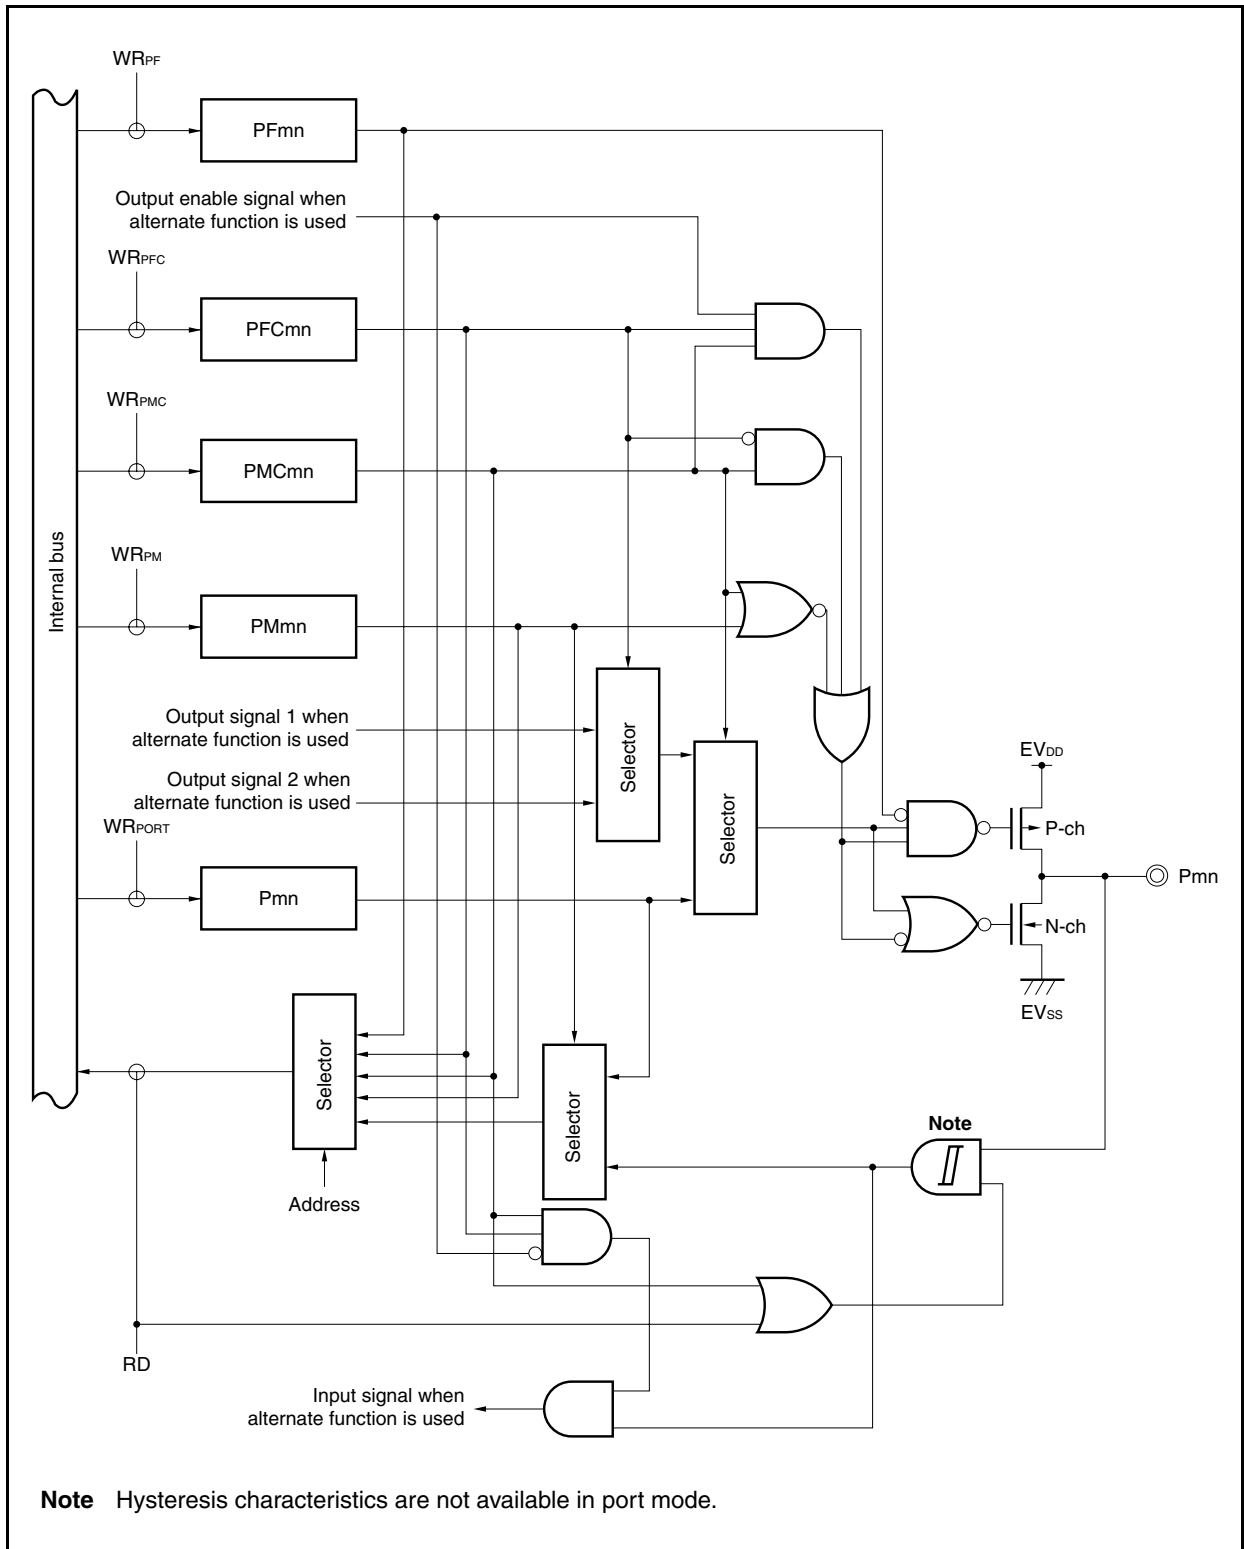 WRPF
PFmn
Output enable signal when
alternate function is used
WRPFC
PFCmn
WRPMC
PMCmn
Internal bus
WRPM
PMmn
Output signal 1 when
alternate function is used
Selector
Output signal 2 when
alternate function is used
Selector
EVDD
P-ch
WRPORT
Pmn
Pmn
N-ch
EVSS
Selector
Selector
Note
Address
RD
Input signal when
alternate function is used
Note Hysteresis characteristics are not available in port mode.